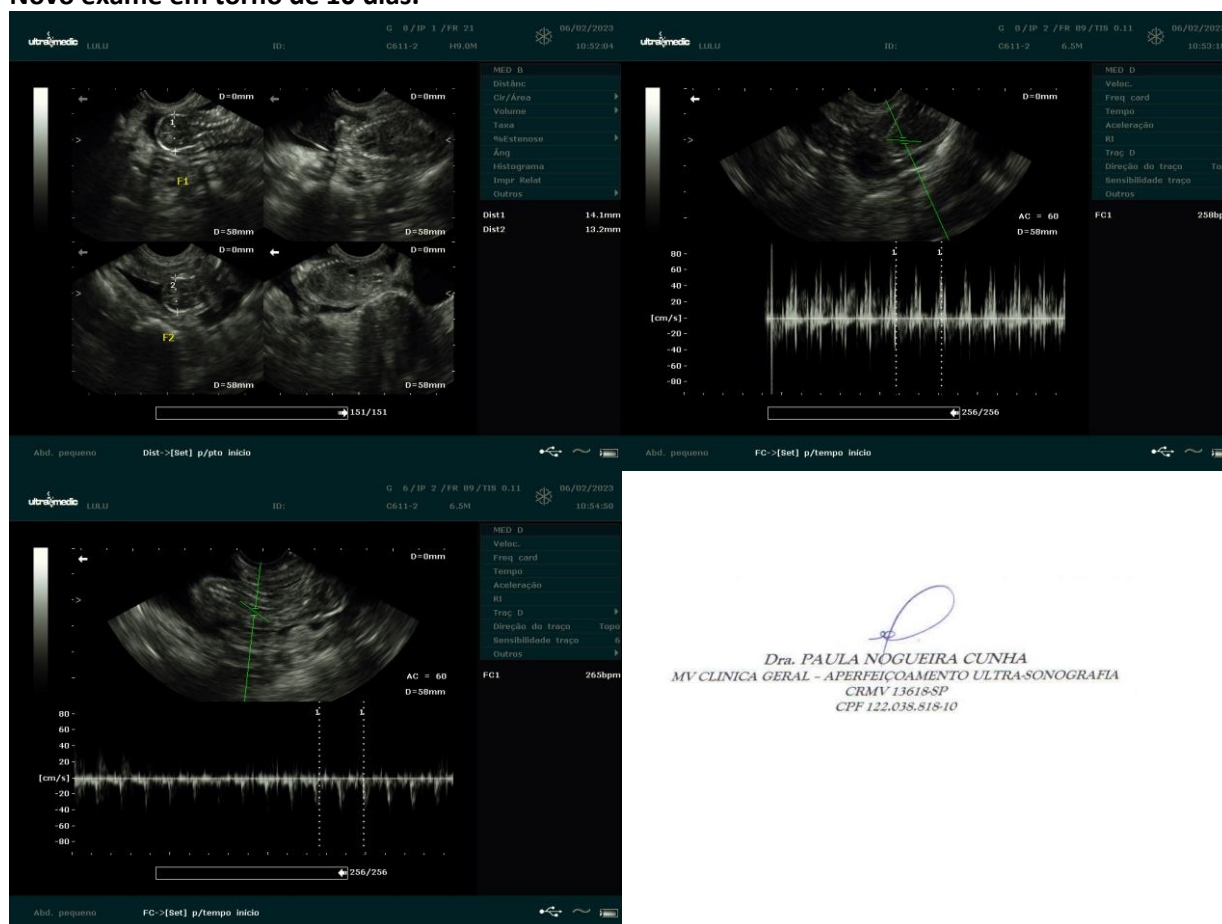 Novo exame em torno de 10 dias.
ultramedic LULU ID: G 0/IP 1 /FR 21 C611-2 H9.0M 06/02/2023 10:52:04
D=0mm D=0mm
1
F1
D=58mm D=58mm
D=0mm D=0mm
2
F2
D=58mm D=58mm
151/151
MED B
Distânc
Cir/Área
Volume
Taxa
%Estenose
Âng
Histograma
Impr Relat
Outros
Dist1 14.1mm
Dist2 13.2mm
Abd. pequeno Dist->[Set] p/pto início
ultramedic LULU ID: G 0/IP 2 /FR 09/TIS 0.11 C611-2 6.5M 06/02/2023
D=0mm
AC = 60
D=58mm
1 1
80
60
40
20
[cm/s]
-20
-40
-60
-80
256/256
MED D
Veloc.
Freq card
Tempo
Aceleração
RI
Traç D
Direção do traço
Sensibilidade traço
Outros
FC1
Abd. pequeno FC->[Set] p/tempo início
ultramedic LULU ID: G 6/IP 2 /FR 09/TIS 0.11 C611-2 6.5M 06/02/2023 10:54:50
D=0mm
AC = 60
D=58mm
1 1
80
60
40
20
[cm/s]
-20
-40
-60
-80
256/256
MED D
Veloc.
Freq card
Tempo
Aceleração
RI
Traç D
Direção do traço Topo
Sensibilidade traço 6
Outros
FC1 265bpm
Abd. pequeno FC->[Set] p/tempo início
Dra. PAULA NOGUEIRA CUNHA
MV CLINICA GERAL – APERFEIÇOAMENTO ULTRA-SONOGRAFIA
CRMV 13618-SP
CPF 122.038.818-10